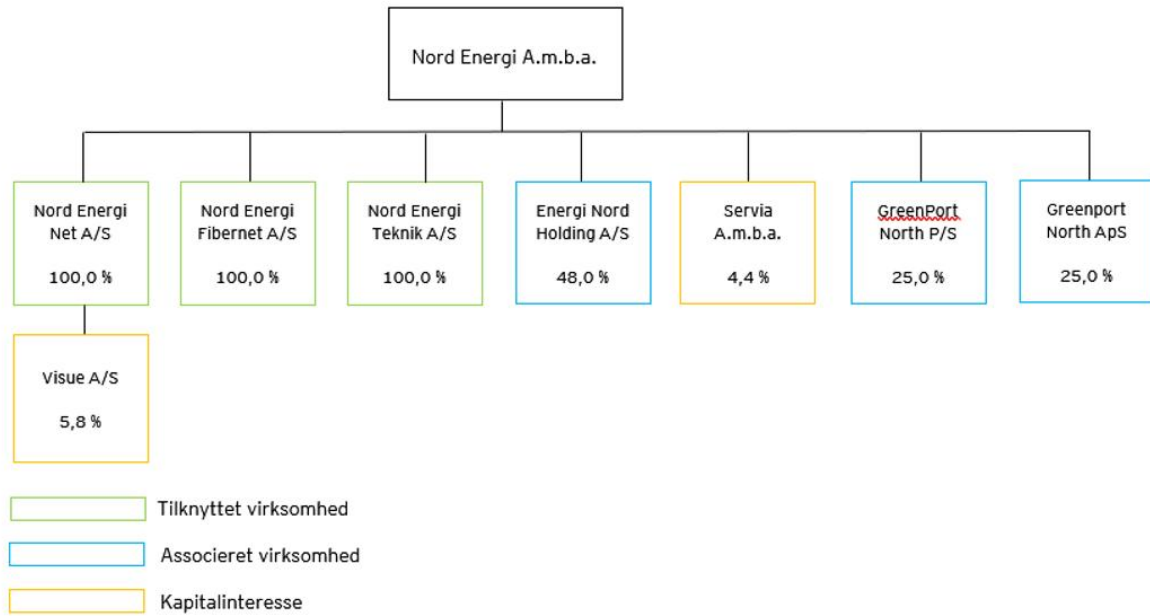 Nord Energi A.m.b.a.
Nord Energi
Net A/S
100,0 %
Nord Energi
Fibernet A/S
100,0 %
Nord Energi
Teknik A/S
100,0 %
Energi Nord
Holding A/S
48,0 %
Servia
A.m.b.a.
4,4 %
GreenPort
North P/S
25,0 %
Greenport
North ApS
25,0 %
Visue A/S
5,8 %
Tilknyttet virksomhed
Associeret virksomhed
Kapitalinteresse